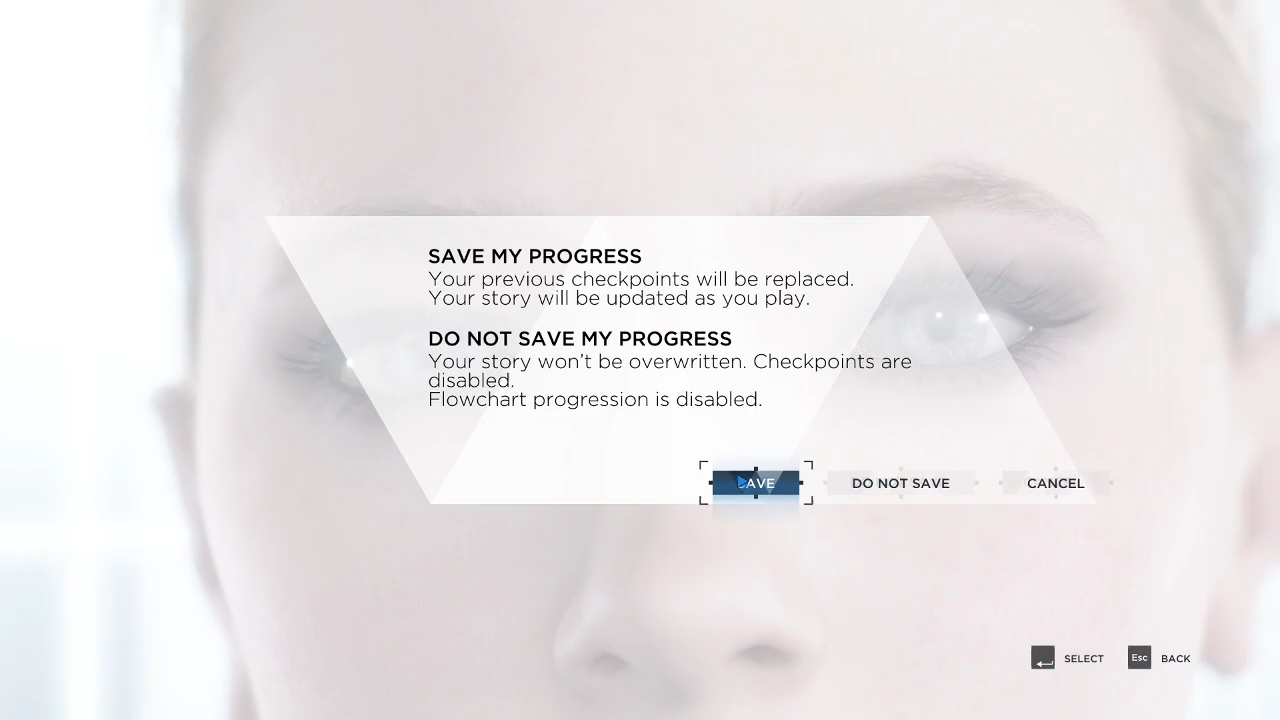 SAVE MY PROGRESS
Your previous checkpoints will be replaced.
Your story will be updated as you play.
DO NOT SAVE MY PROGRESS
Your story won't be overwritten. Checkpoints are
disabled.
Flowchart progression is disabled.
SAVE
DO NOT SAVE
CANCEL
SELECT
Esc
BACK